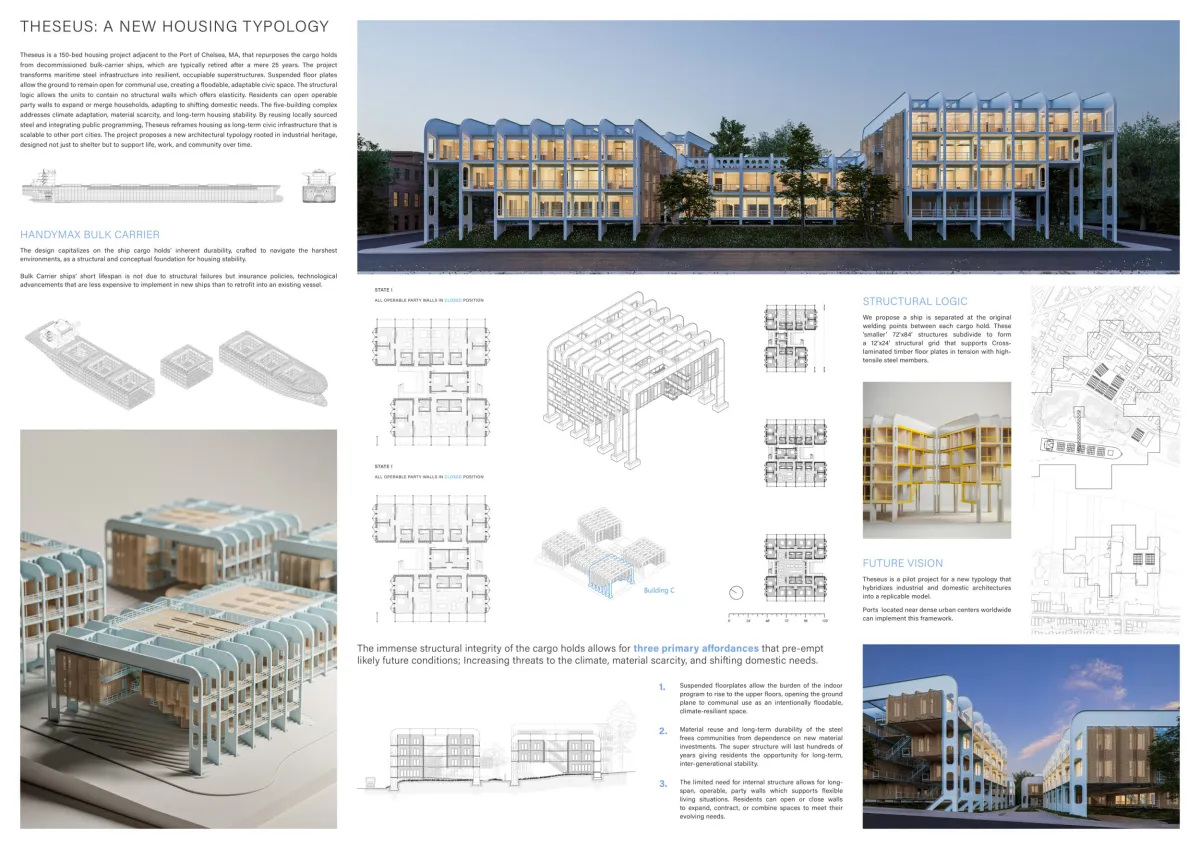 THESEUS: A NEW HOUSING TYPOLOGY
Theseus is a 150-bed housing project adjacent to the Port of Chelsea, MA, that repurposes the cargo holds
from decommissioned bulk-carrier ships, which are typically retired after a mere 25 years. The project
transforms maritime steel infrastructure into resilient, occupiable superstructures. Suspended floor plates
allow the ground to remain open for communal use, creating a floodable, adaptable civic space. The structural
logic allows the units to contain no structural walls which offers elasticity. Residents can open operable
party walls to expand or merge households, adapting to shifting domestic needs. The five-building complex
addresses climate adaptation, material scarcity, and long-term housing stability. By reusing locally sourced
steel and integrating public programming, Theseus reframes housing as long-term civic infrastructure that is
scalable to other port cities. The project proposes a new architectural typology rooted in industrial heritage,
designed not just to shelter but to support life, work, and community over time.
HANDYMAX BULK CARRIER
The design capitalizes on the ship cargo holds' inherent durability, crafted to navigate the harshest
environments, as a structural and conceptual foundation for housing stability.
Bulk Carrier ships' short lifespan is not due to structural failures but insurance policies, technological
advancements that are less expensive to implement in new ships than to retrofit into an existing vessel.
STATE I
ALL OPERABLE PARTY WALLS IN CLOSED POSITION
STATE I
ALL OPERABLE PARTY WALLS IN CLOSED POSITION
Building C
The immense structural integrity of the cargo holds allows for three primary affordances that pre-empt
likely future conditions; Increasing threats to the climate, material scarcity, and shifting domestic needs.
1. Suspended floorplates allow the burden of the indoor
program to rise to the upper floors, opening the ground
plane to communal use as an intentionally floodable,
climate-resiliant space.
2. Material reuse and long-term durability of the steel
frees communities from dependence on new material
investments. The super structure will last hundreds of
years giving residents the opportunity for long-term,
inter-generational stability.
3. The limited need for internal structure allows for long-
span, operable, party walls which supports flexible
living situations. Residents can open or close walls
to expand, contract, or combine spaces to meet their
evolving needs.
STRUCTURAL LOGIC
We propose a ship is separated at the original
welding points between each cargo hold. These
'smaller' 72'x84' structures subdivide to form
a 12'x24' structural grid that supports Cross-
laminated timber floor plates in tension with high-
tensile steel members.
FUTURE VISION
Theseus is a pilot project for a new typology that
hybridizes industrial and domestic architectures
into a replicable model.
Ports located near dense urban centers worldwide
can implement this framework.